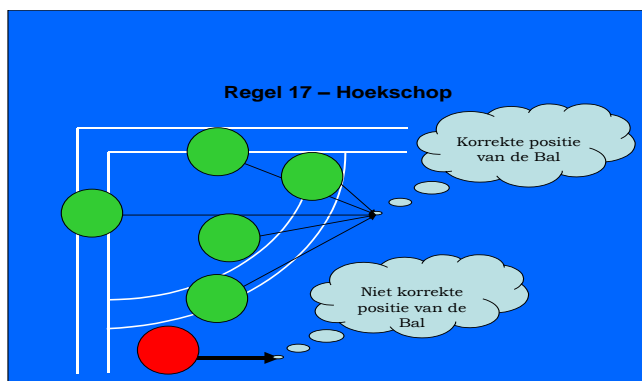 Regel 17 – Hoekschop
Korrekte positie
van de Bal
Niet korrekte
positie van de
Bal